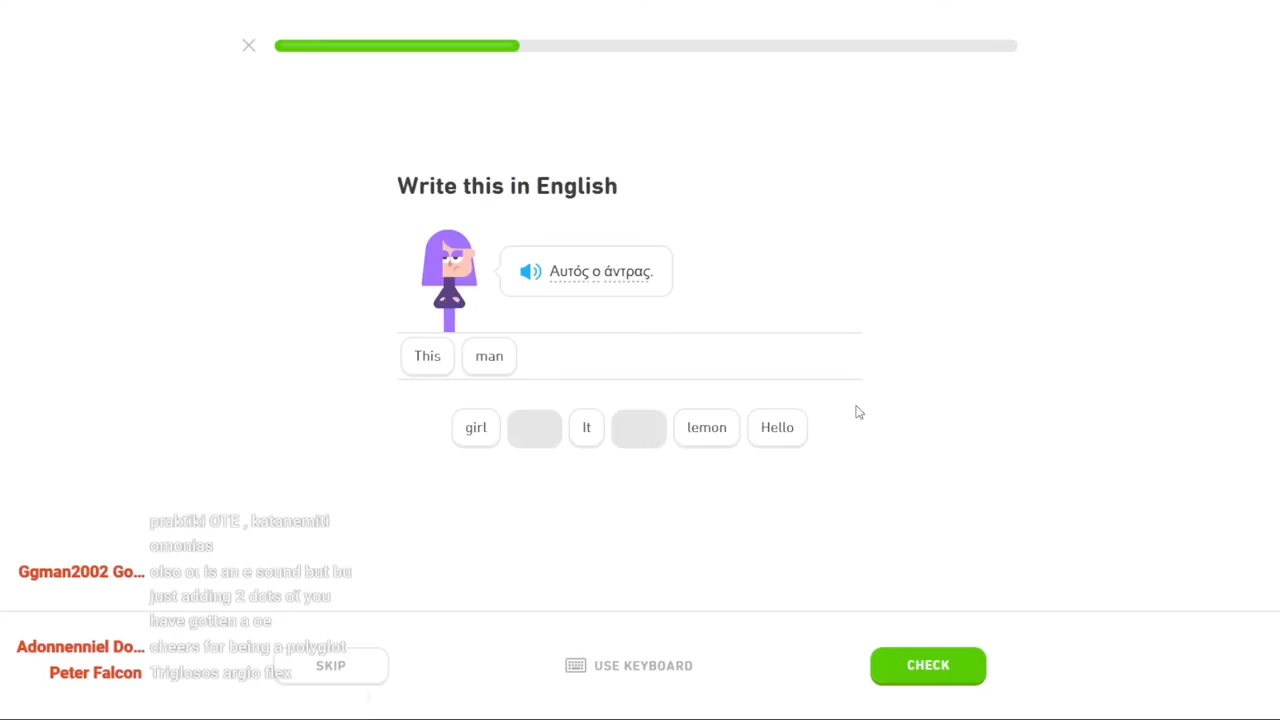 Write this in English
Αυτός ο άντρας.
This man
girl It lemon Hello
praktiki OTE , katanemiti
omonias
Ggman2002 Go... olso οι is an e sound but bu
just adding 2 dots οϊ you
have gotten a oe
Adonnenniel Do... cheers for being a polyglot
Peter Falcon Triglosos argio flex
SKIP USE KEYBOARD CHECK